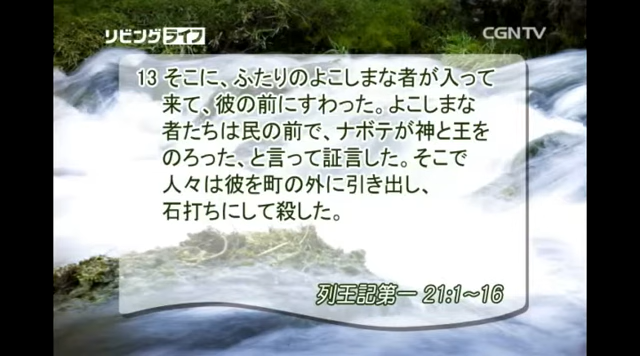 リビングライフ
CGNTV
13 そこに、ふたりのよこしまな者が入って
来て、彼の前にすわった。よこしまな
者たちは民の前で、ナボテが神と王を
のろった、と言って証言した。そこで
人々は彼を町の外に引き出し、
石打ちにして殺した。
列王記第一 21:1～16